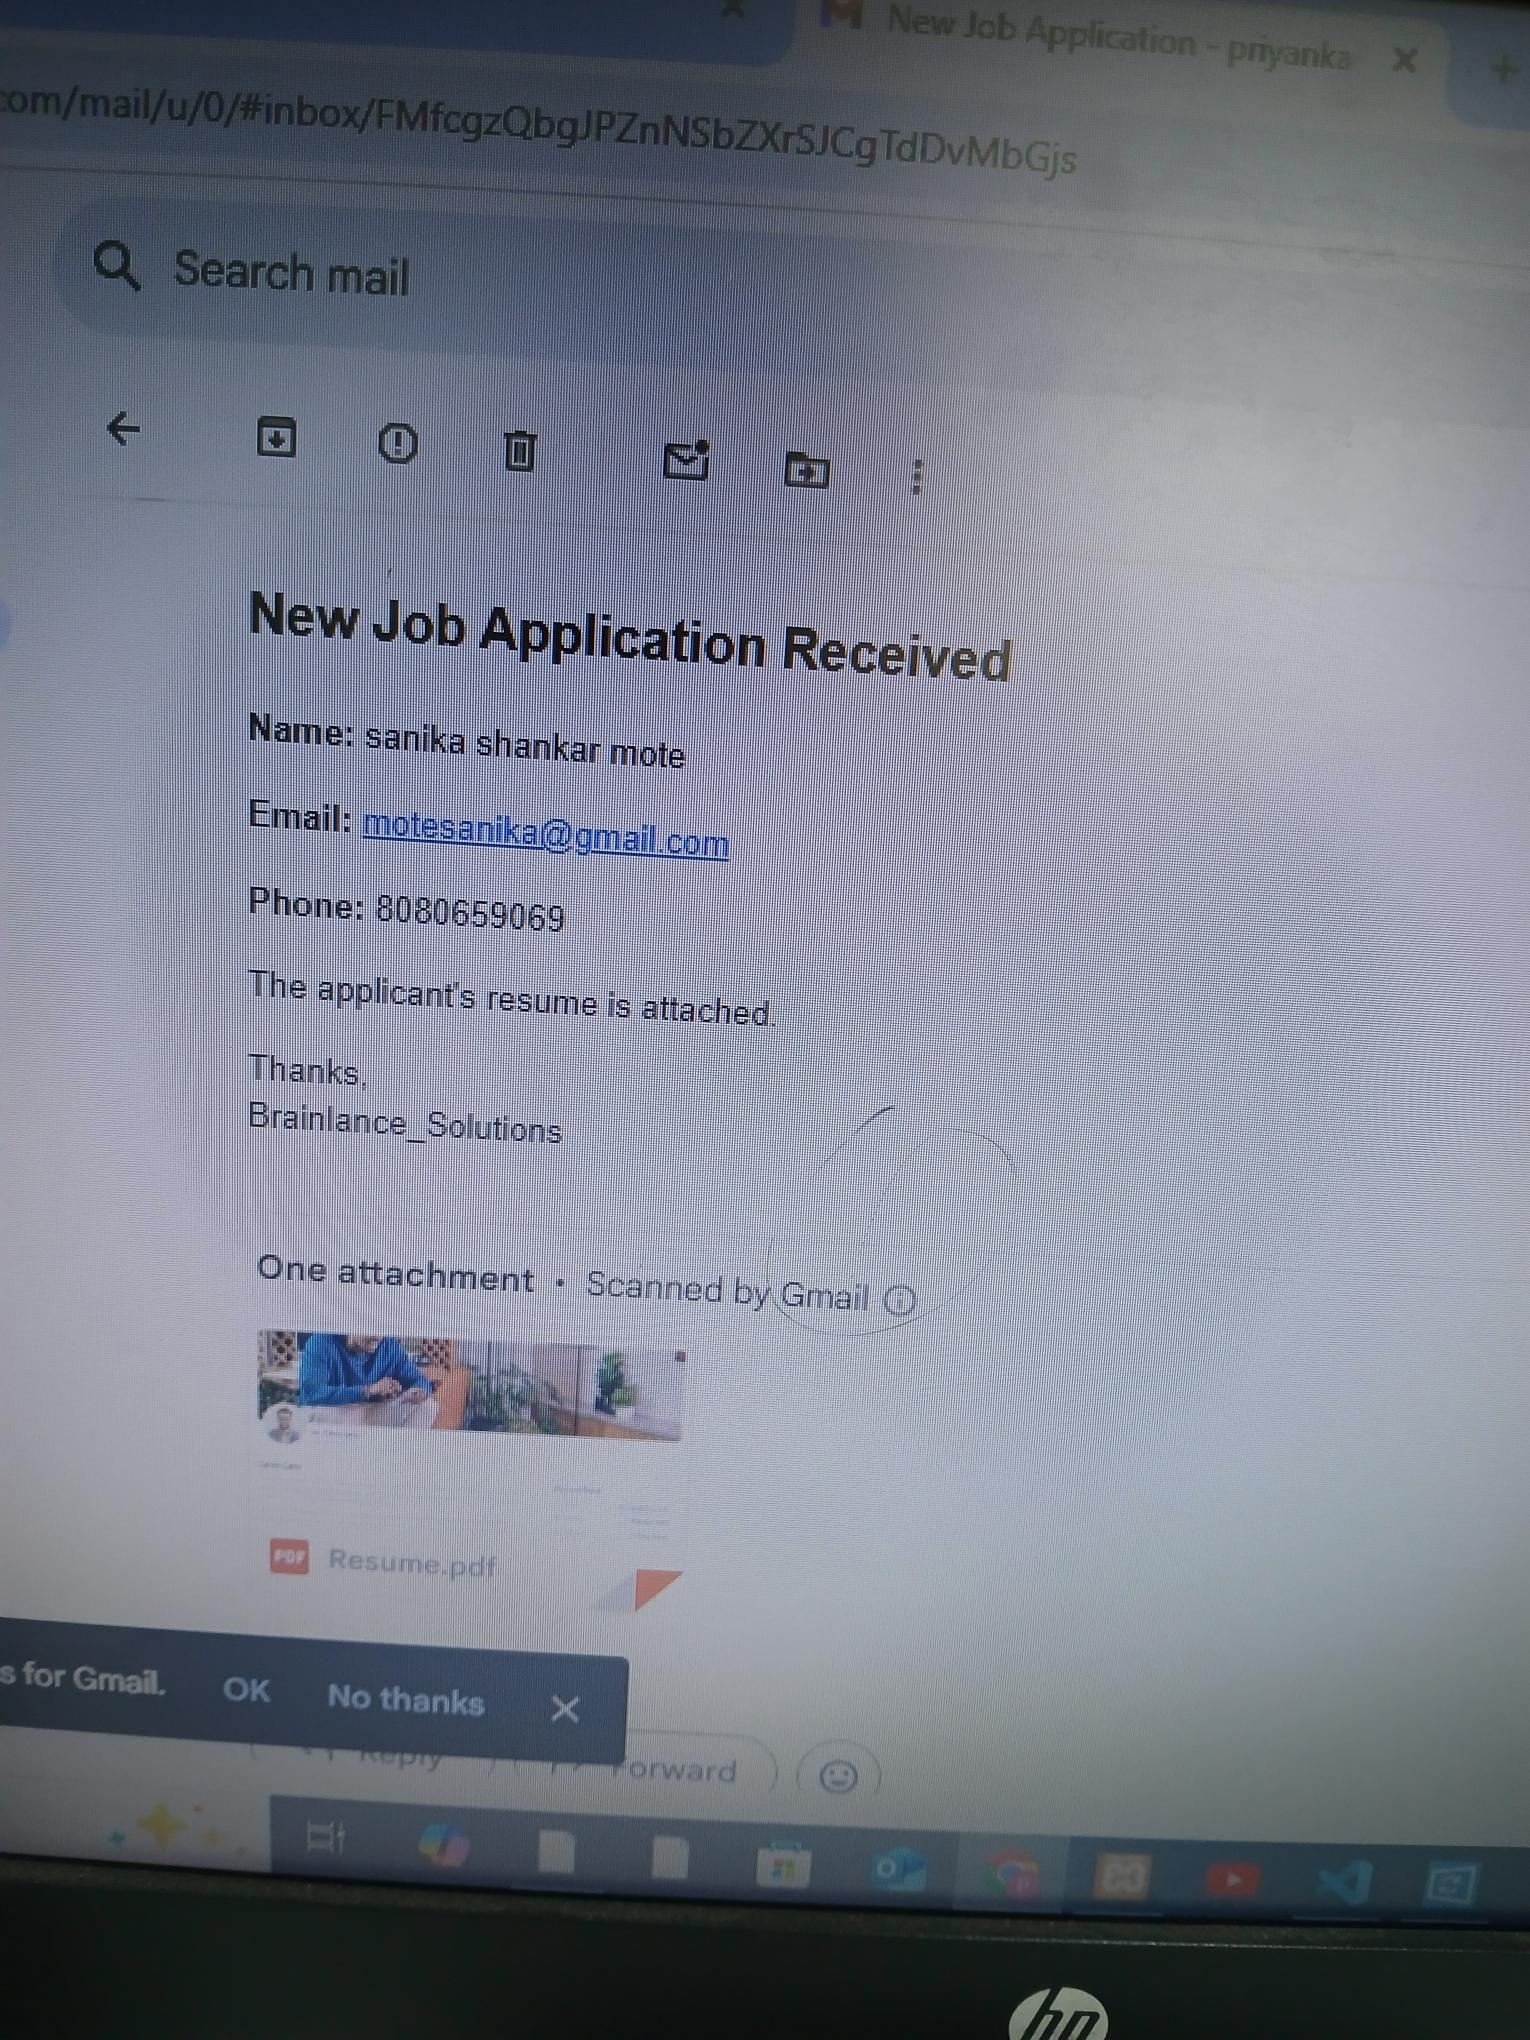 New Job Application - priyanka
com/mail/u/0/#inbox/FMfcgzQbgJPZnNSbZXrSJCgTdDvMbGjs
Search mail
New Job Application Received
Name: sanika shankar mote
Email: motesanika@gmail.com
Phone: 8080659069
The applicant's resume is attached.
Thanks,
Brainlance_Solutions
One attachment • Scanned by Gmail
PDF Resume.pdf
s for Gmail. OK No thanks
Reply Forward
hp